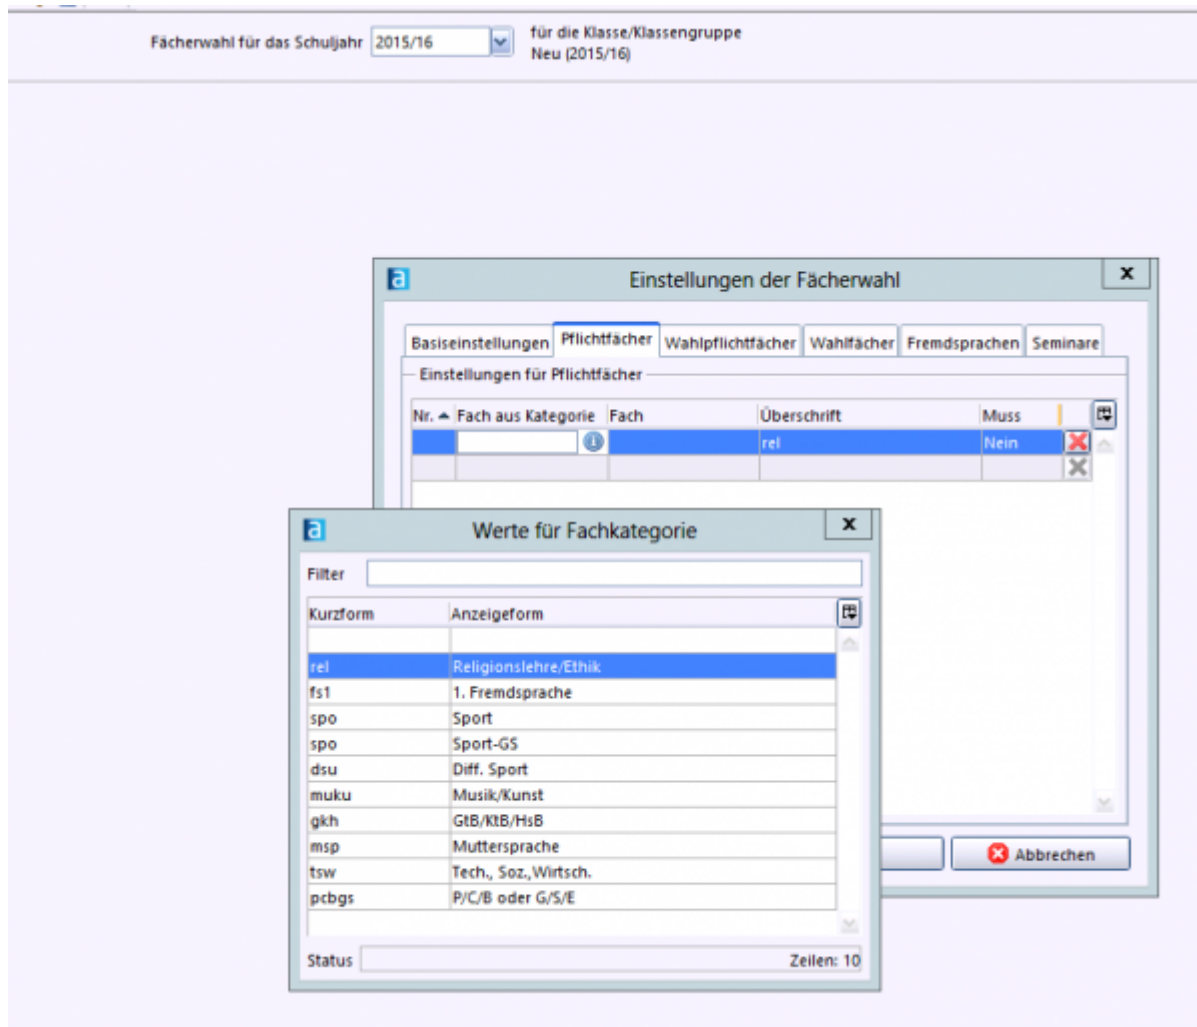 Fächerwahl für das Schuljahr 2015/16
für die Klasse/Klassengruppe
Neu (2015/16)
a Einstellungen der Fächerwahl x
Basiseinstellungen Pflichtfächer Wahlpflichtfächer Wahlfächer Fremdsprachen Seminare
Einstellungen für Pflichtfächer
Nr. Fach aus Kategorie Fach Überschrift Muss
rel Nein
a Werte für Fachkategorie x
Filter
Kurzform Anzeigeform
rel Religionslehre/Ethik
fs1 1. Fremdsprache
spo Sport
spo Sport-GS
dsu Diff. Sport
muku Musik/Kunst
gkh GtB/KtB/HsB
msp Muttersprache
tsw Tech., Soz.,Wirtsch.
pcbgs P/C/B oder G/S/E
Status Zeilen: 10
Abbrechen